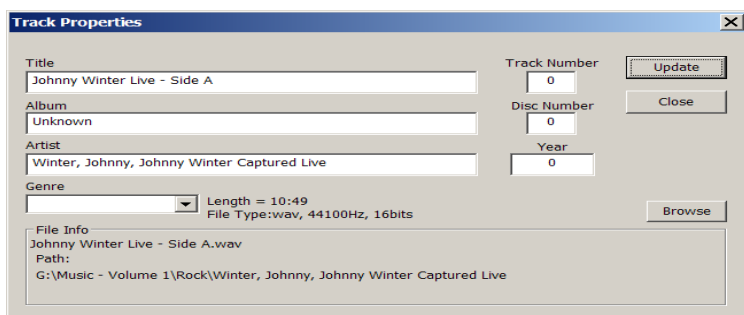 Track Properties
Title
Johnny Winter Live - Side A
Track Number
0
Update
Album
Unknown
Disc Number
0
Close
Artist
Winter, Johnny, Johnny Winter Captured Live
Year
0
Genre
Length = 10:49
File Type:wav, 44100Hz, 16bits
Browse
File Info
Johnny Winter Live - Side A.wav
Path:
G:\Music - Volume 1\Rock\Winter, Johnny, Johnny Winter Captured Live